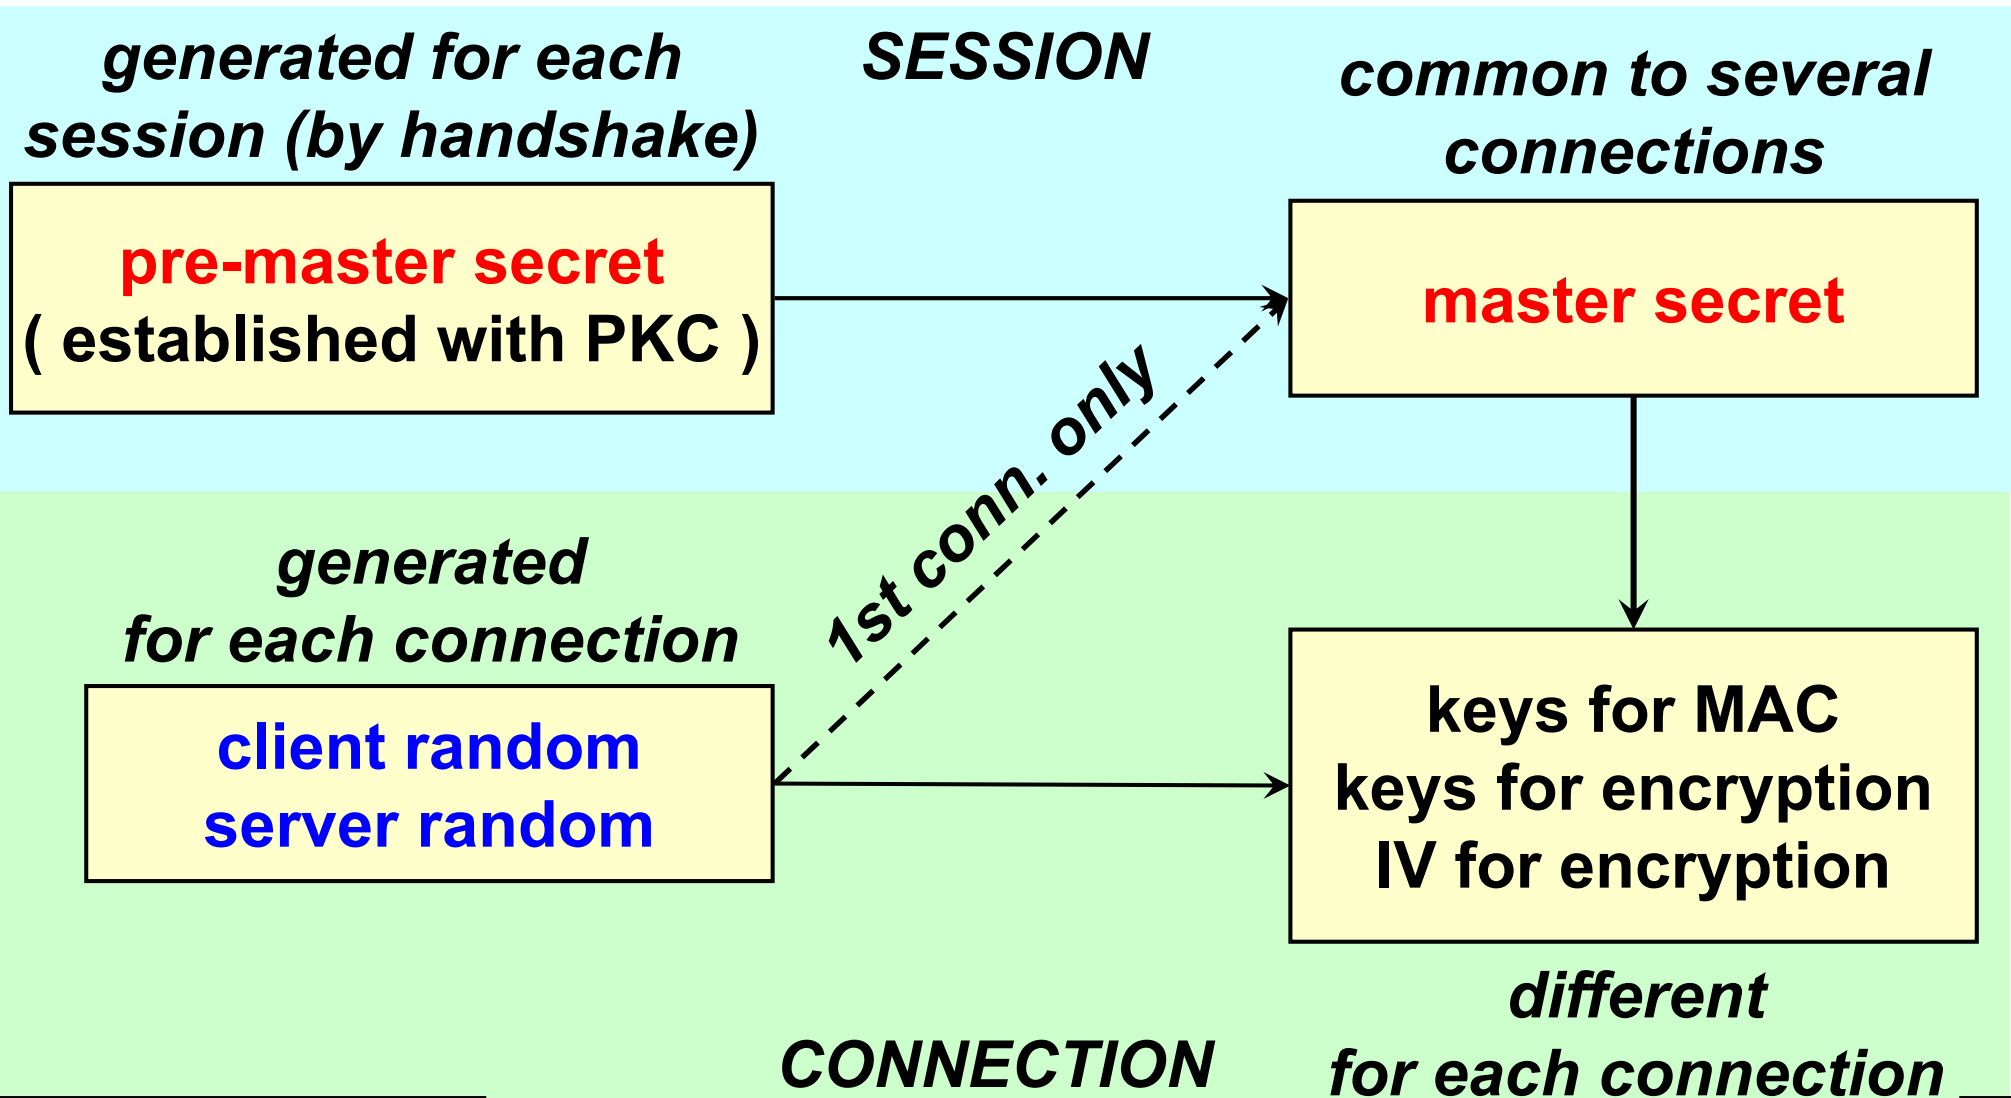 generated for each
session (by handshake)
SESSION
common to several
connections
pre-master secret
( established with PKC )
master secret
1st conn. only
generated
for each connection
client random
server random
keys for MAC
keys for encryption
IV for encryption
different
for each connection
CONNECTION